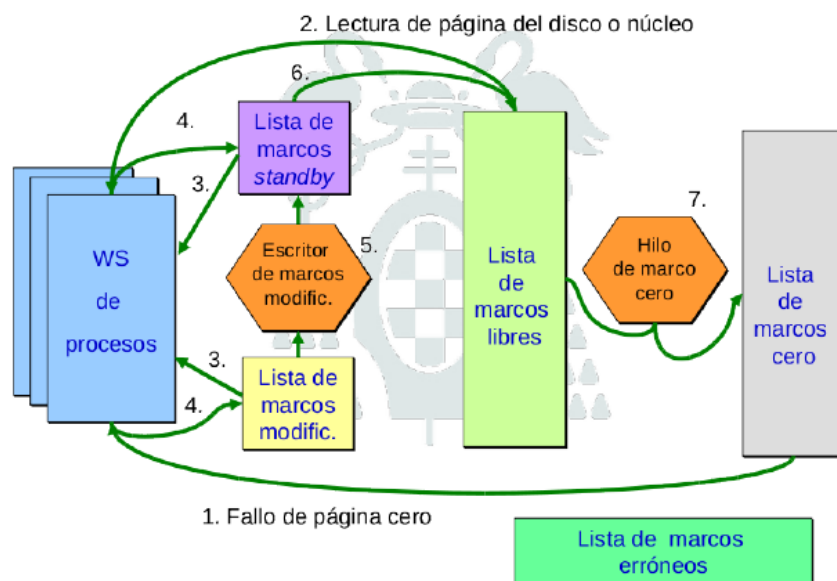 2. Lectura de página del disco o núcleo
6.
4.
Lista de
marcos
standby
3.
7.
WS
de
procesos
Escritor
de marcos
modific.
5.
Lista
de
marcos
libres
Hilo
de marco
cero
Lista
de
marcos
cero
3.
4.
Lista de
marcos
modific.
1. Fallo de página cero
Lista de marcos
erróneos